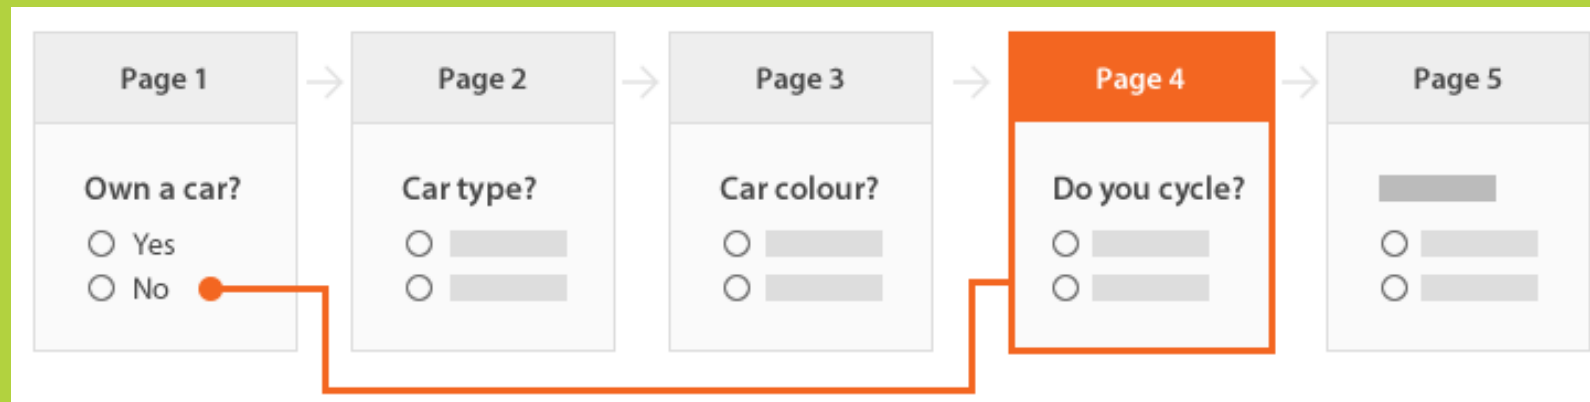 Page 1
Page 2
Page 3
Page 4
Page 5
Own a car?
Yes
No
Car type?
Car colour?
Do you cycle?